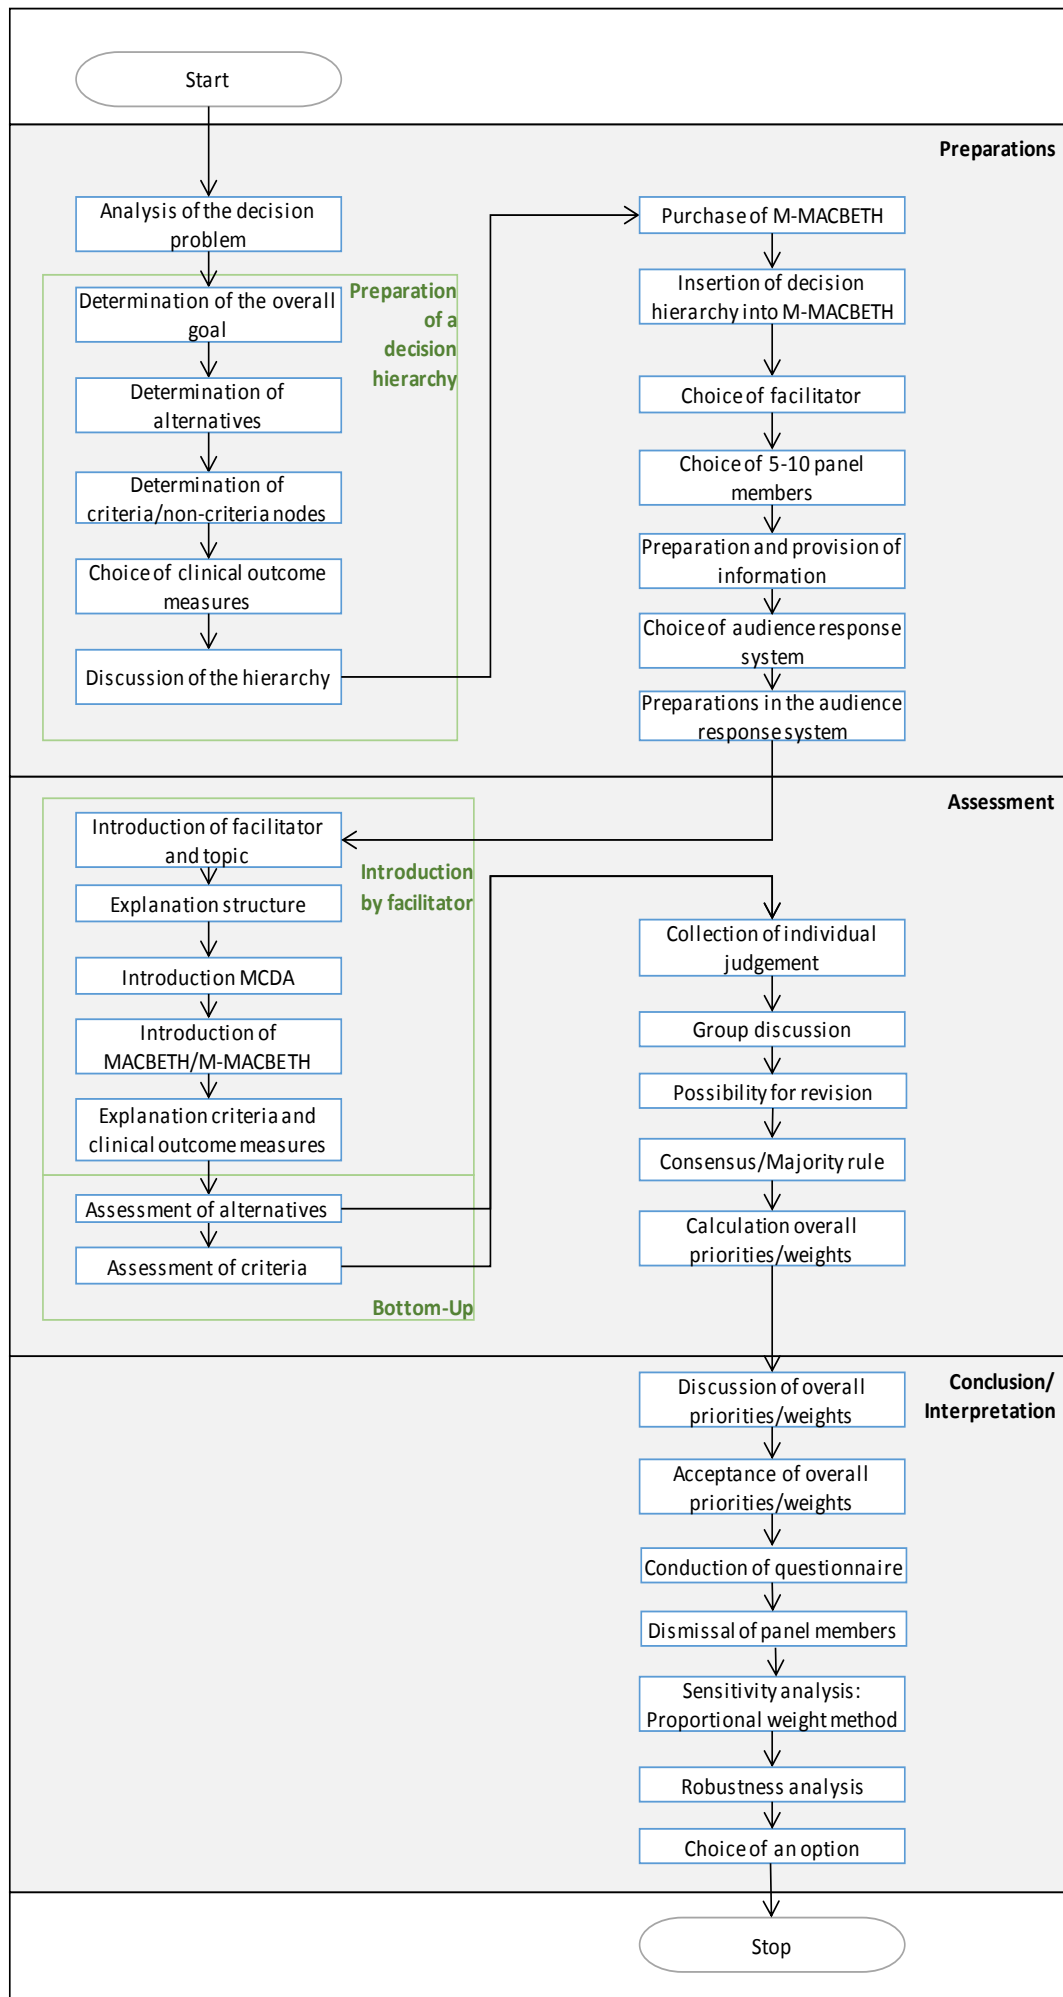 Start
Preparations
Analysis of the decision
problem
Preparation
of a
decision
hierarchy
Determination of the overall
goal
Determination of
alternatives
Determination of
criteria/non-criteria nodes
Choice of clinical outcome
measures
Discussion of the hierarchy
Purchase of M-MACBETH
Insertion of decision
hierarchy into M-MACBETH
Choice of facilitator
Choice of 5-10 panel
members
Preparation and provision of
information
Choice of audience response
system
Preparations in the audience
response system
Assessment
Introduction of facilitator
and topic
Introduction
by facilitator
Explanation structure
Introduction MCDA
Introduction of
MACBETH/M-MACBETH
Explanation criteria and
clinical outcome measures
Assessment of alternatives
Assessment of criteria
Bottom-Up
Collection of individual
judgement
Group discussion
Possibility for revision
Consensus/Majority rule
Calculation overall
priorities/weights
Conclusion/
Interpretation
Discussion of overall
priorities/weights
Acceptance of overall
priorities/weights
Conduction of questionnaire
Dismissal of panel members
Sensitivity analysis:
Proportional weight method
Robustness analysis
Choice of an option
Stop